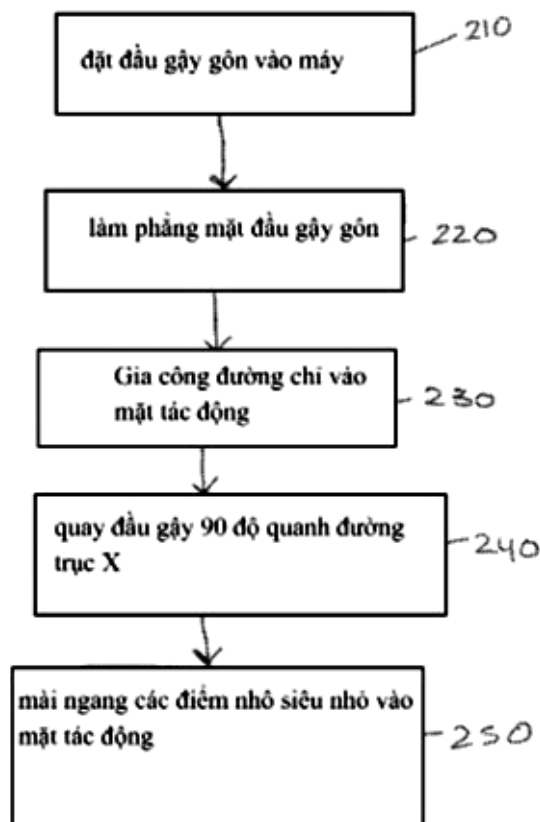 đặt đầu gậy gôn vào máy
210
làm phẳng mặt đầu gậy gôn
220
Gia công đường chỉ vào
mặt tác động
230
quay đầu gậy 90 độ quanh đường
trục X
240
mài ngang các điểm nhô siêu nhỏ vào
mặt tác động
250